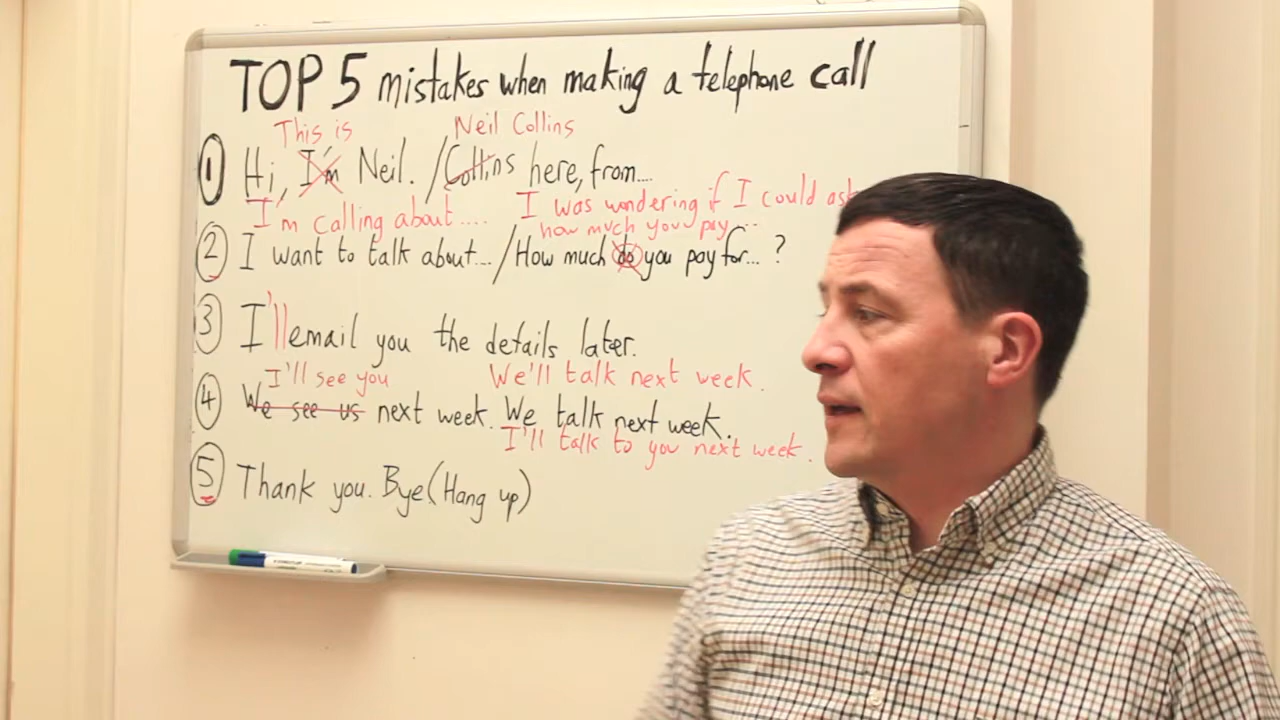 TOP 5 mistakes when making a telephone call
This is Neil Collins
1 Hi, I'm Neil. / Collins here, from....
I'm calling about..... I was wondering if I could ask
how much you pay ...
2 I want to talk about... / How much do you pay for... ?
3 I'll email you the details later.
I'll see you We'll talk next week.
4 We see us next week. We talk next week.
I'll talk to you next week.
5 Thank you. Bye (Hang up)